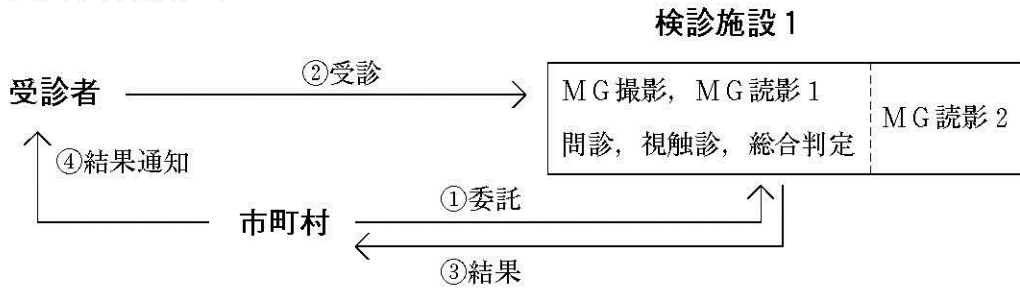 検診施設1
②受診
受診者
MG撮影，MG読影1
MG読影2
問診，視触診，総合判定
④結果通知
①委託
市町村
③結果